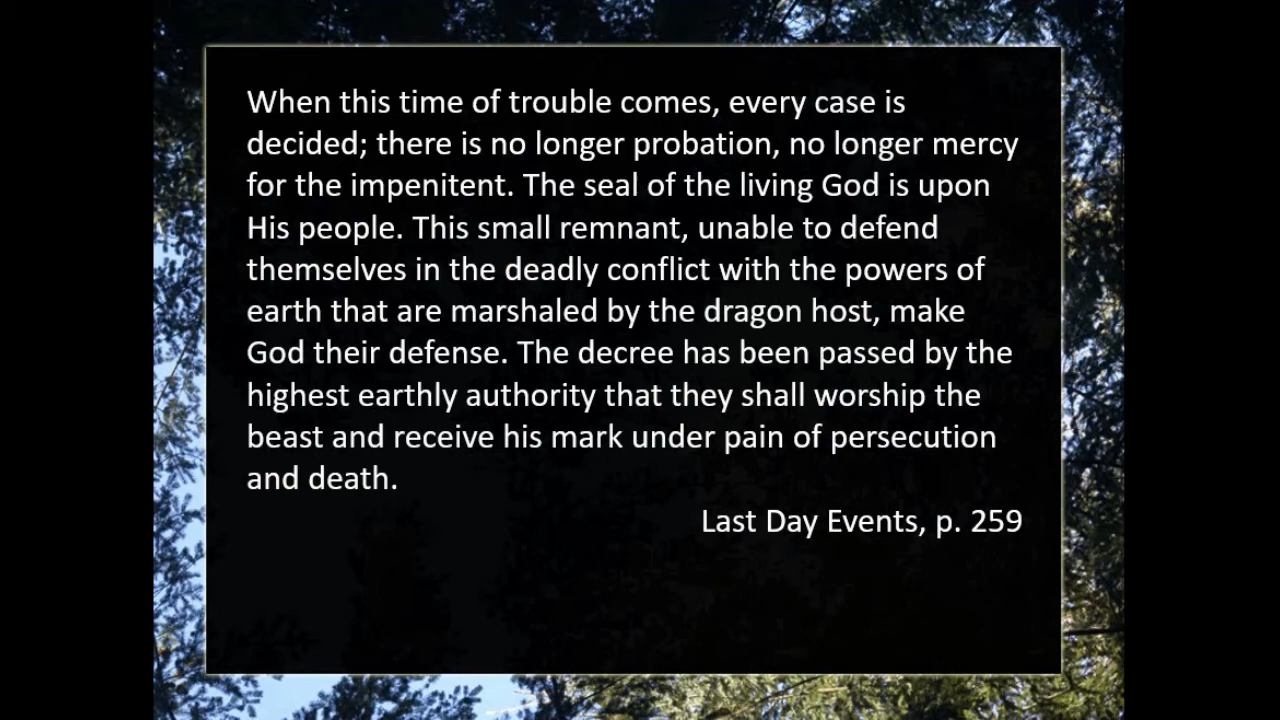 When this time of trouble comes, every case is
decided; there is no longer probation, no longer mercy
for the impenitent. The seal of the living God is upon
His people. This small remnant, unable to defend
themselves in the deadly conflict with the powers of
earth that are marshaled by the dragon host, make
God their defense. The decree has been passed by the
highest earthly authority that they shall worship the
beast and receive his mark under pain of persecution
and death.
Last Day Events, p. 259